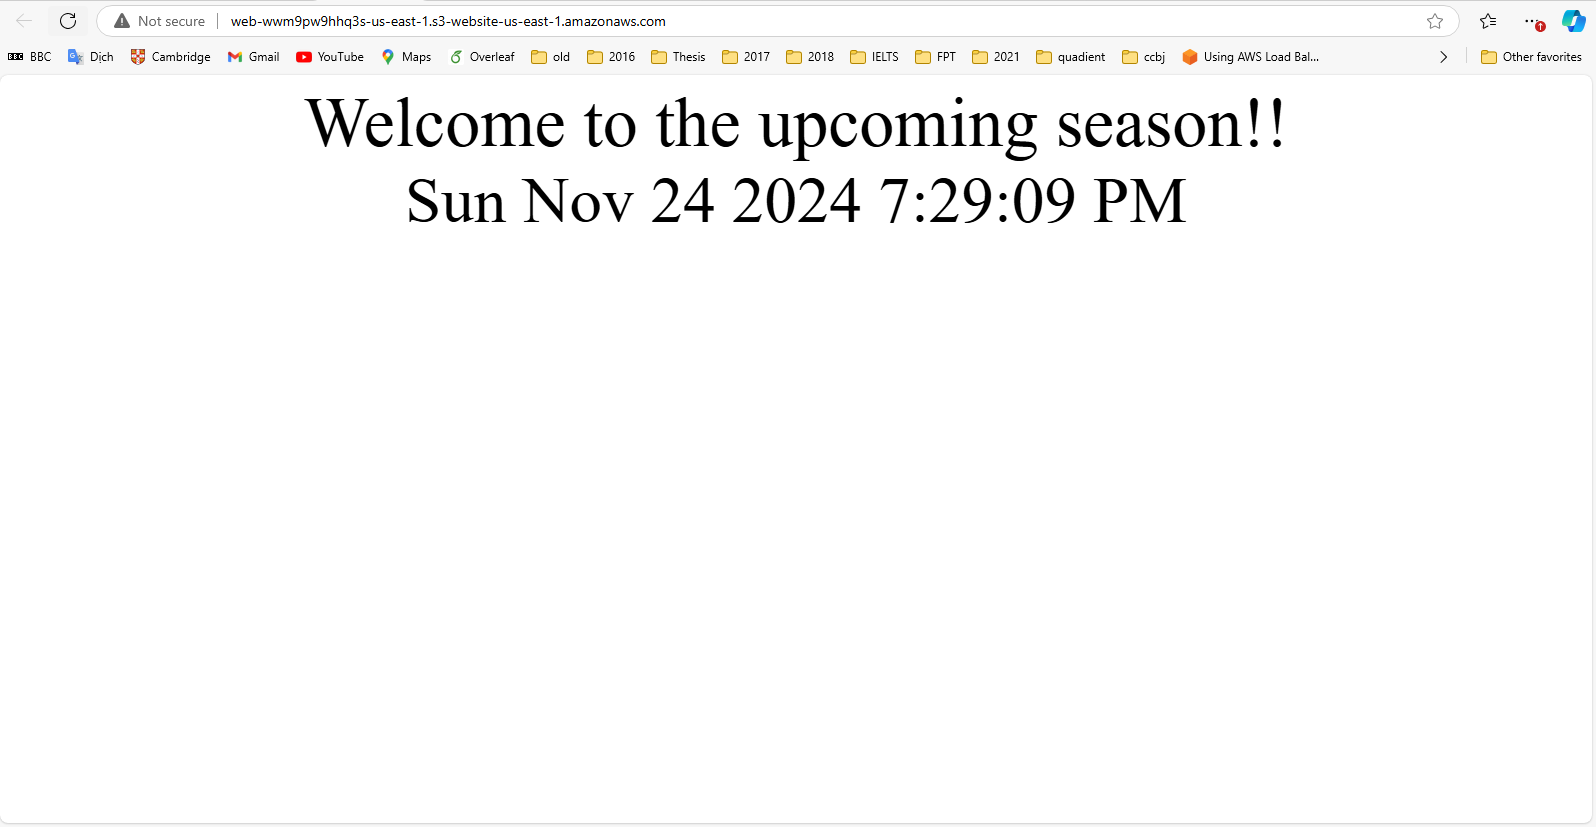 Not secure web-wwm9pw9hhq3s-us-east-1.s3-website-us-east-1.amazonaws.com
BBC BBC Dịch Cambridge Gmail YouTube Maps Overleaf old 2016 Thesis 2017 2018 IELTS FPT 2021 quadient ccbj Using AWS Load Bal... Other favorites
Welcome to the upcoming season!!
Sun Nov 24 2024 7:29:09 PM